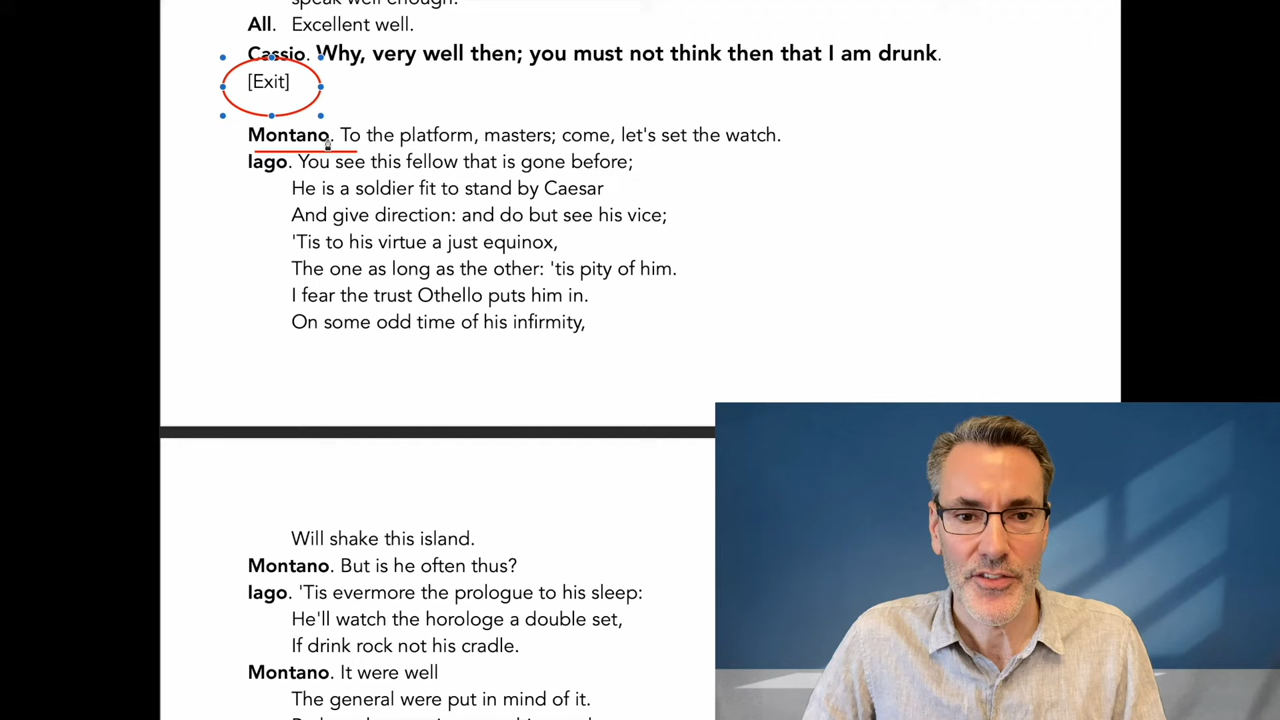 speak well enough.
All. Excellent well.
Cassio. Why, very well then; you must not think then that I am drunk.
[Exit]
Montano. To the platform, masters; come, let's set the watch.
Iago. You see this fellow that is gone before;
He is a soldier fit to stand by Caesar
And give direction: and do but see his vice;
'Tis to his virtue a just equinox,
The one as long as the other: 'tis pity of him.
I fear the trust Othello puts him in.
On some odd time of his infirmity,
Will shake this island.
Montano. But is he often thus?
Iago. 'Tis evermore the prologue to his sleep:
He'll watch the horologe a double set,
If drink rock not his cradle.
Montano. It were well
The general were put in mind of it.